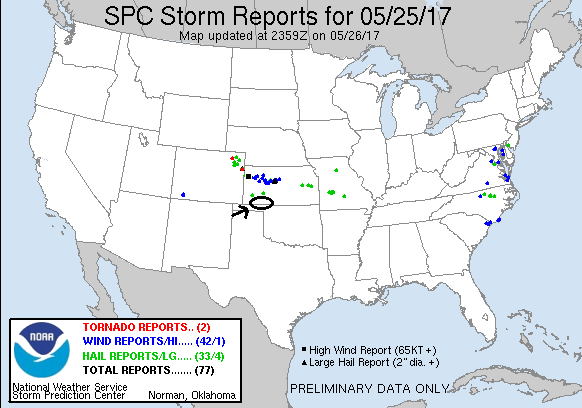 SPC Storm Reports for 05/25/17
Map updated at 2359Z on 05/26/17
NOAA
TORNADO REPORTS.. (2)
WIND REPORTS/HI..... (42/1)
HAIL REPORTS/LG..... (33/4)
TOTAL REPORTS....... (77)
National Weather Service
Storm Prediction Center Norman, Oklahoma
High Wind Report (65KT +)
Large Hail Report (2" dia. +)
PRELIMINARY DATA ONLY